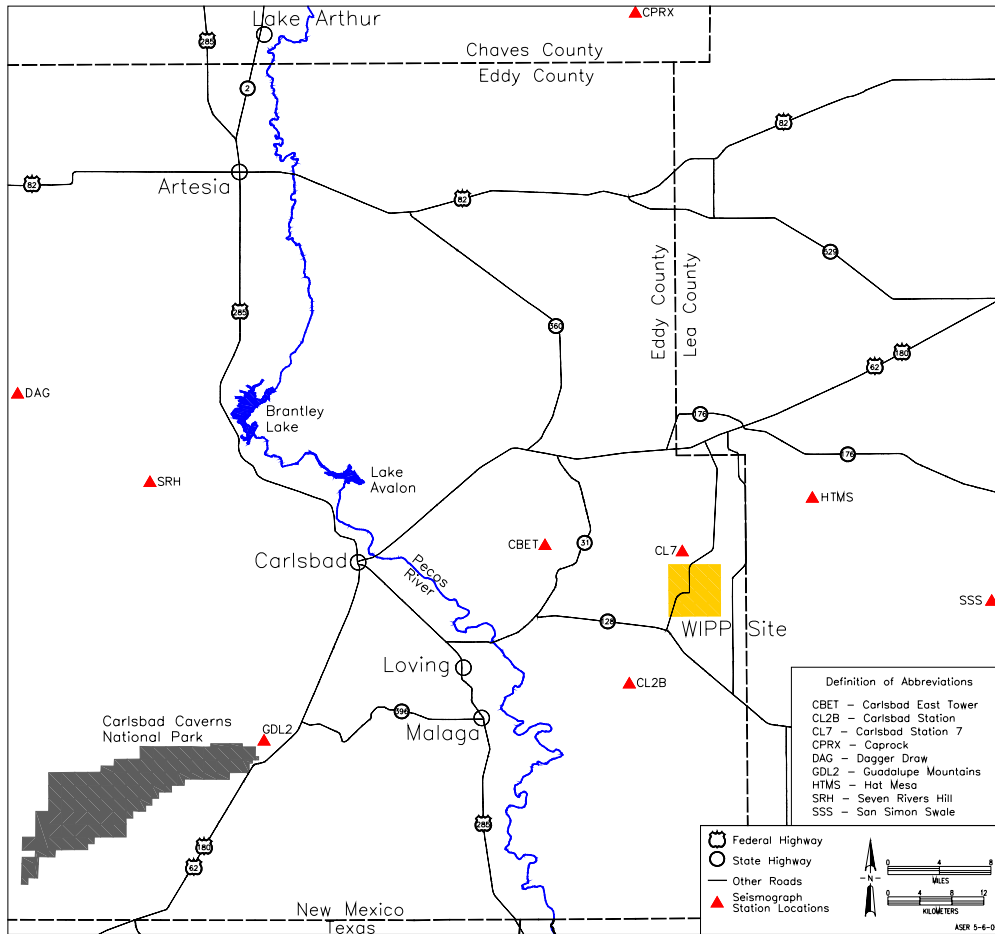 Lake Arthur
CPRX
285
Chaves County
Eddy County
2
82
Artesia
82
82
Eddy County
Lea County
529
285
360
180
62
DAG
Brantley
Lake
176
176
Lake
Avalon
SRH
HTMS
CBET
31
CL7
Carlsbad
Pecos
River
SSS
128
WIPP Site
Loving
CL2B
396
Malaga
Carlsbad Caverns
National Park
GDL2
285
180
62
New Mexico
Texas
Definition of Abbreviations
CBET – Carlsbad East Tower
CL2B – Carlsbad Station
CL7 – Carlsbad Station 7
CPRX – Caprock
DAG – Dagger Draw
GDL2 – Guadalupe Mountains
HTMS – Hat Mesa
SRH – Seven Rivers Hill
SSS – San Simon Swale
Federal Highway
State Highway
Other Roads
Seismograph
Station Locations
N
0 4 8
MILES
0 4 8 12
KILOMETERS
ASER 5-6-0